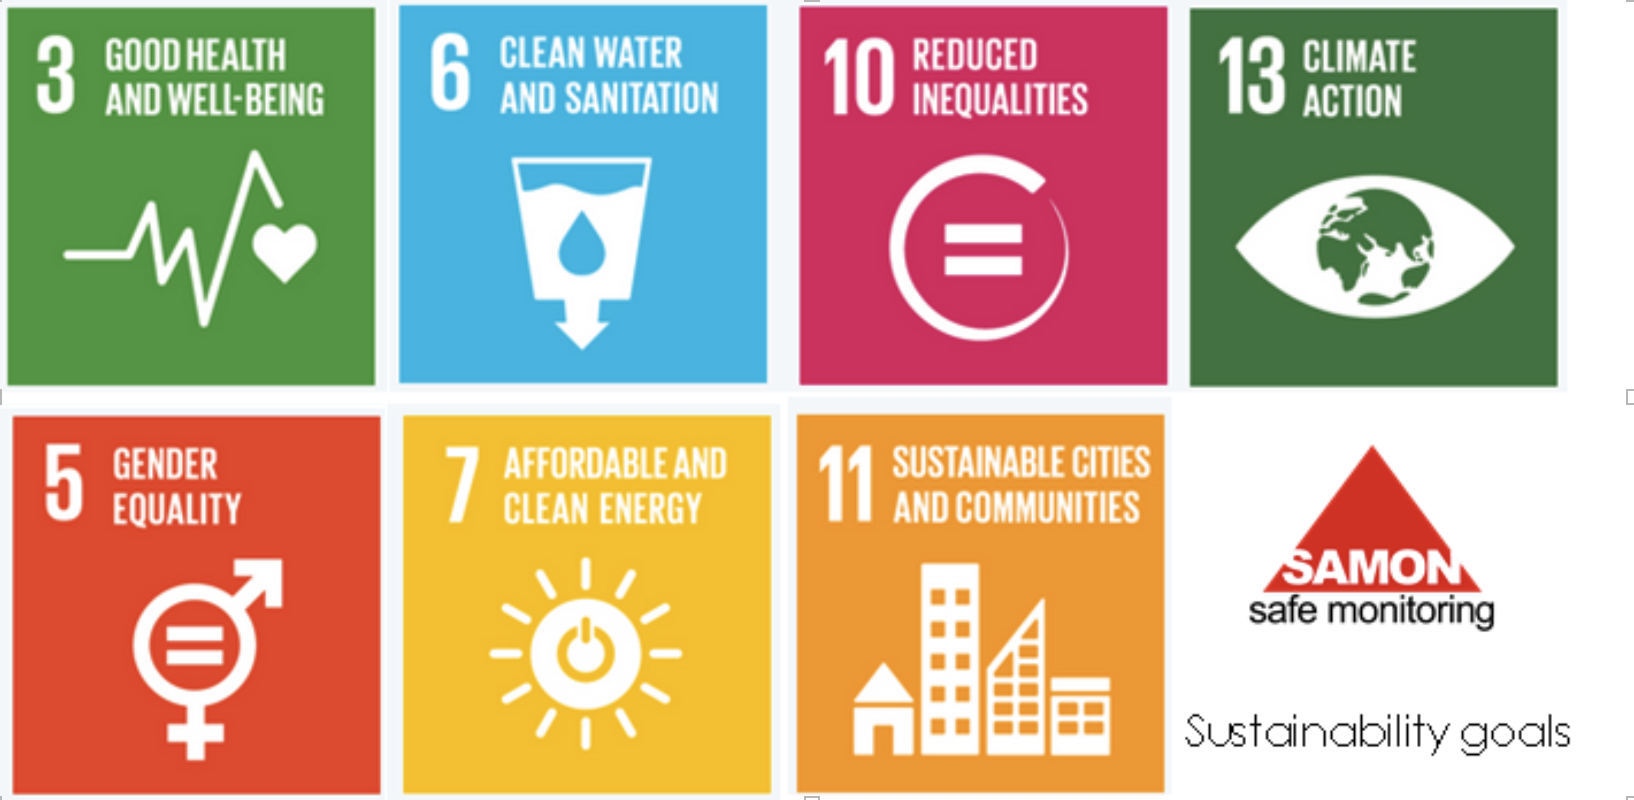 3 GOOD HEALTH
AND WELL-BEING
6 CLEAN WATER
AND SANITATION
10 REDUCED
INEQUALITIES
13 CLIMATE
ACTION
5 GENDER
EQUALITY
7 AFFORDABLE AND
CLEAN ENERGY
11 SUSTAINABLE CITIES
AND COMMUNITIES
SAMON
safe monitoring
Sustainability goals